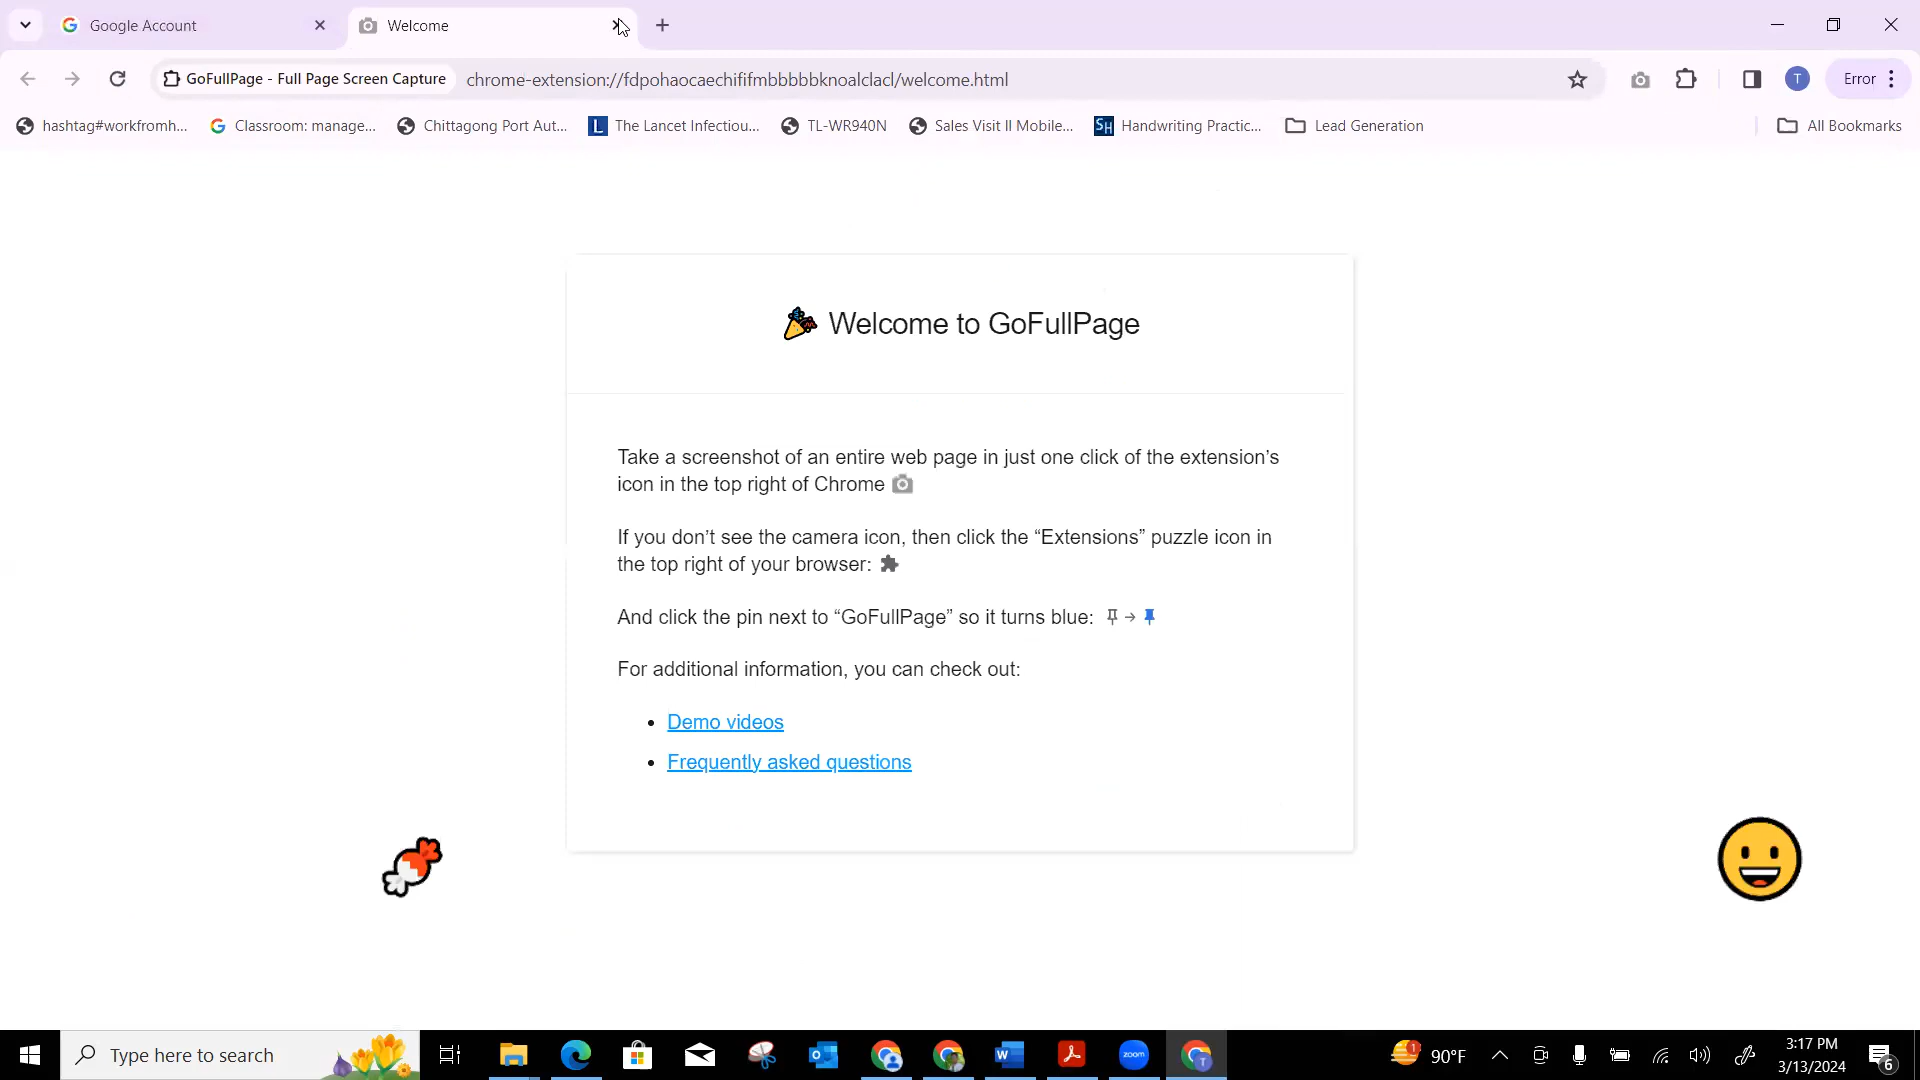 Google Account
Welcome
GoFullPage - Full Page Screen Capture
chrome-extension://fdpohaocaechififmbbbbbknoalclacl/welcome.html
T
Error
hashtag#workfromh...
Classroom: manage...
Chittagong Port Aut...
L
The Lancet Infectiou...
TL-WR940N
Sales Visit II Mobile...
SH
Handwriting Practic...
Lead Generation
All Bookmarks
Welcome to GoFullPage
Take a screenshot of an entire web page in just one click of the extension’s
icon in the top right of Chrome
If you don’t see the camera icon, then click the “Extensions” puzzle icon in
the top right of your browser:
And click the pin next to “GoFullPage” so it turns blue:
For additional information, you can check out:
Demo videos
Frequently asked questions
Type here to search
zoom
T
1
90°F
3:17 PM
3/13/2024
6